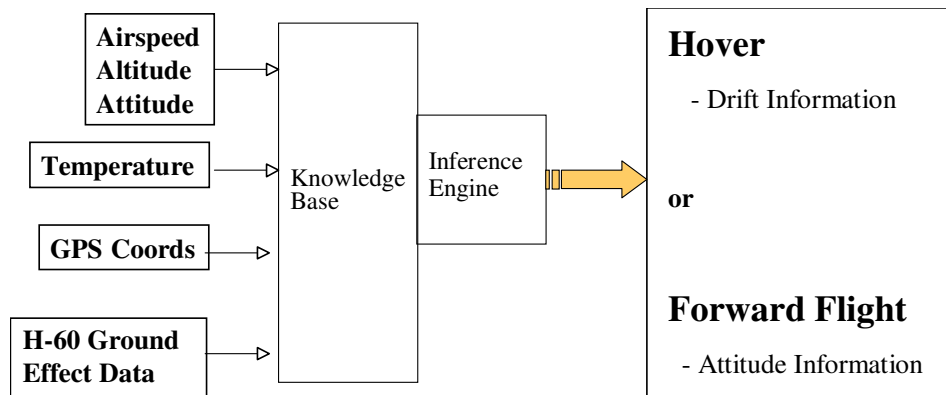 Airspeed
Altitude
Attitude
Temperature
GPS Coords
H-60 Ground
Effect Data
Knowledge
Base
Inference
Engine
Hover
- Drift Information
or
Forward Flight
- Attitude Information